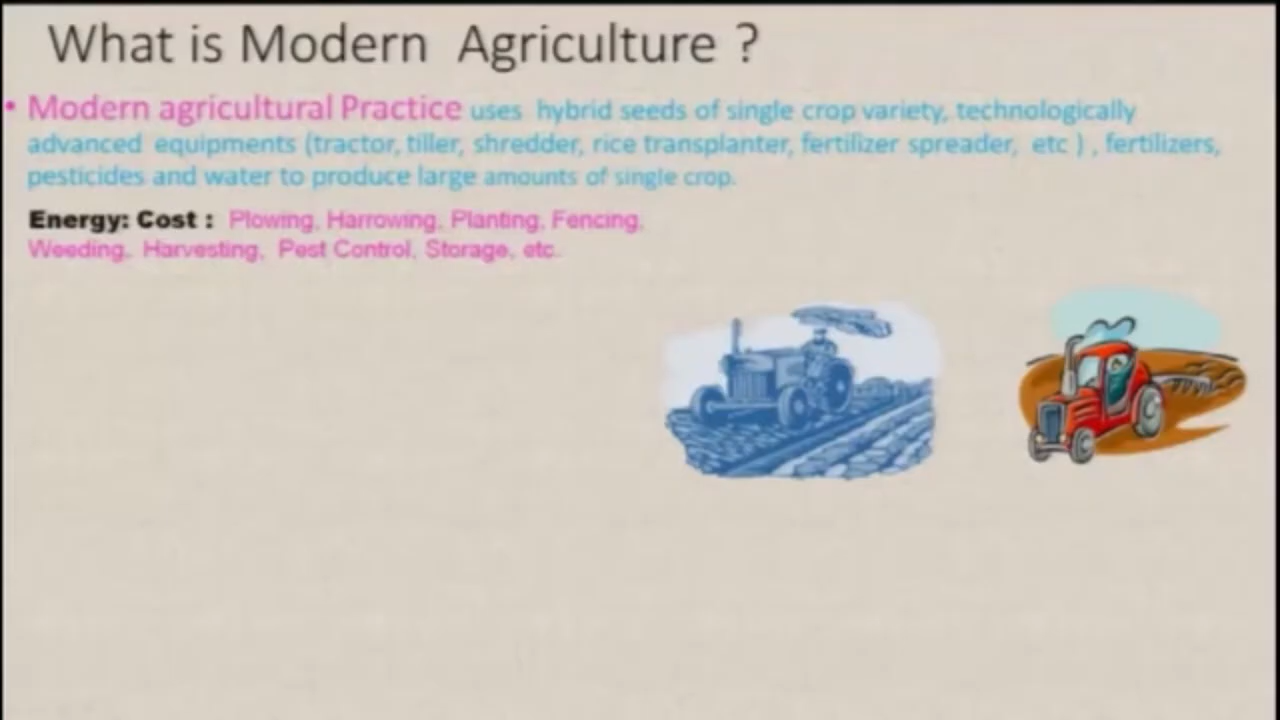 What is Modern Agriculture ?
• Modern agricultural Practice uses hybrid seeds of single crop variety, technologically
advanced equipments (tractor, tiller, shredder, rice transplanter, fertilizer spreader, etc ) , fertilizers,
pesticides and water to produce large amounts of single crop.
Energy: Cost : Plowing, Harrowing, Planting, Fencing,
Weeding, Harvesting, Pest Control, Storage, etc.